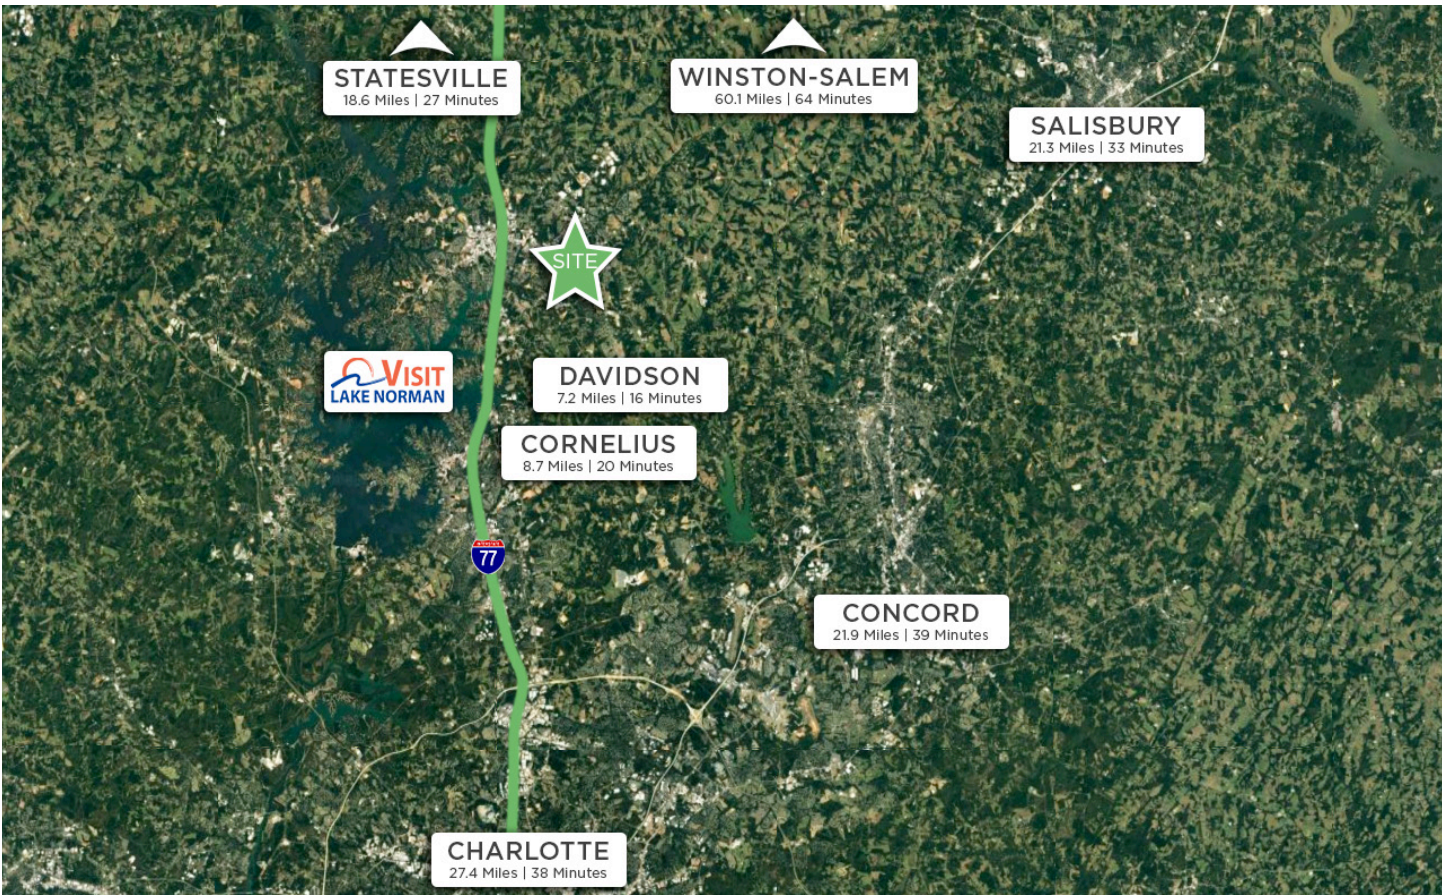 STATESVILLE
18.6 Miles | 27 Minutes
WINSTON-SALEM
60.1 Miles | 64 Minutes
SALISBURY
21.3 Miles | 33 Minutes
SITE
VISIT
LAKE NORMAN
DAVIDSON
7.2 Miles | 16 Minutes
CORNELIUS
8.7 Miles | 20 Minutes
77
CONCORD
21.9 Miles | 39 Minutes
CHARLOTTE
27.4 Miles | 38 Minutes